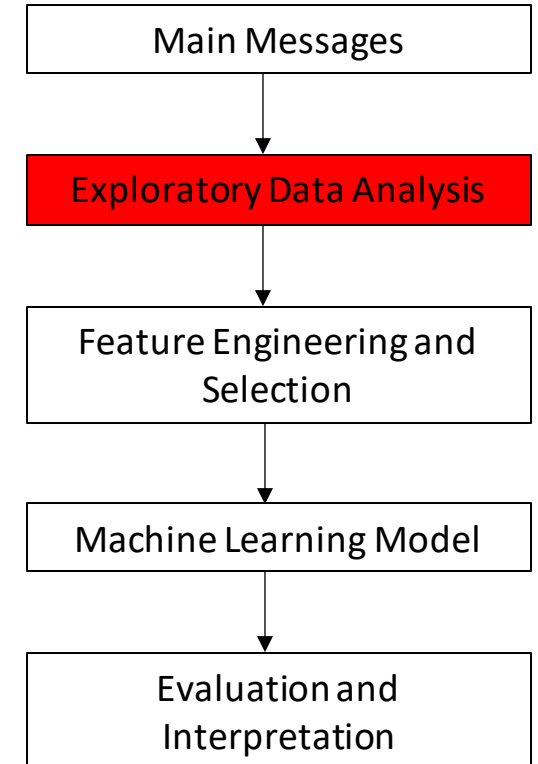 Main Messages
Exploratory Data Analysis
Feature Engineering and
Selection
Machine Learning Model
Evaluation and
Interpretation